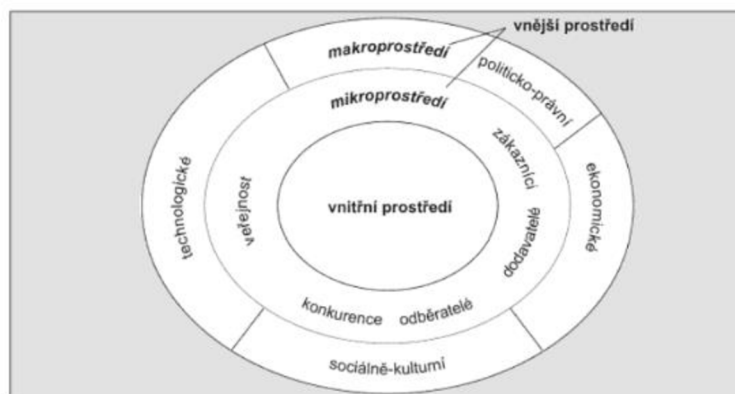 vnější prostředí
makroprostředí
politicko-právní
mikroprostředí
zákazníci
ekonomické
technologické
veřejnost
vnitřní prostředí
dodavatelé
konkurence
odběratelé
sociálně-kulturní